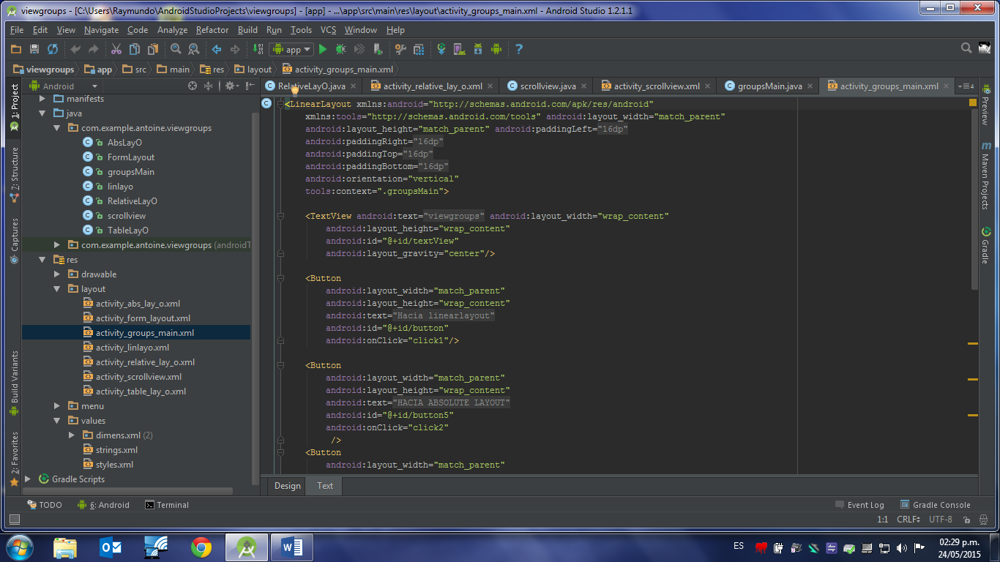 viewgroups - [C:\Users\Raymundo\AndroidStudioProjects\viewgroups] - [app] - ...\app\src\main\res\layout\activity_groups_main.xml - Android Studio 1.2.1.1
File Edit View Navigate Code Analyze Refactor Build Run Tools VCS Window Help
app
viewgroups app src main res layout activity_groups_main.xml
Android
RelativeLayO.java activity_relative_lay_o.xml scrollview.java activity_scrollview.xml groupsMain.java activity_groups_main.xml 4
1: Project
7: Structure
Captures
Build Variants
2: Favorites
manifests
java
com.example.antoine.viewgroups
AbsLayO
FormLayout
groupsMain
linlayo
RelativeLayO
scrollview
TableLayO
com.example.antoine.viewgroups (androidT
res
drawable
layout
activity_abs_lay_o.xml
activity_form_layout.xml
activity_groups_main.xml
activity_linlayo.xml
activity_relative_lay_o.xml
activity_scrollview.xml
activity_table_lay_o.xml
menu
values
dimens.xml (2)
strings.xml
styles.xml
Gradle Scripts
<LinearLayout xmlns:android="http://schemas.android.com/apk/res/android"
xmlns:tools="http://schemas.android.com/tools" android:layout_width="match_parent"
android:layout_height="match_parent" android:paddingLeft="16dp"
android:paddingRight="16dp"
android:paddingTop="16dp"
android:paddingBottom="16dp"
android:orientation="vertical"
tools:context=".groupsMain">
<TextView android:text="viewgroups" android:layout_width="wrap_content"
android:layout_height="wrap_content"
android:id="@+id/textView"
android:layout_gravity="center"/>
<Button
android:layout_width="match_parent"
android:layout_height="wrap_content"
android:text="Hacia linearlayout"
android:id="@+id/button"
android:onClick="click1"/>
<Button
android:layout_width="match_parent"
android:layout_height="wrap_content"
android:text="HACIA ABSOLUTE LAYOUT"
android:id="@+id/button5"
android:onClick="click2"
/>
<Button
android:layout_width="match_parent"
Preview
m Maven Projects
Gradle
Design Text
TODO 6: Android Terminal Event Log Gradle Console
1:1 CRLF UTF-8
ES
02:29 p.m.
24/05/2015